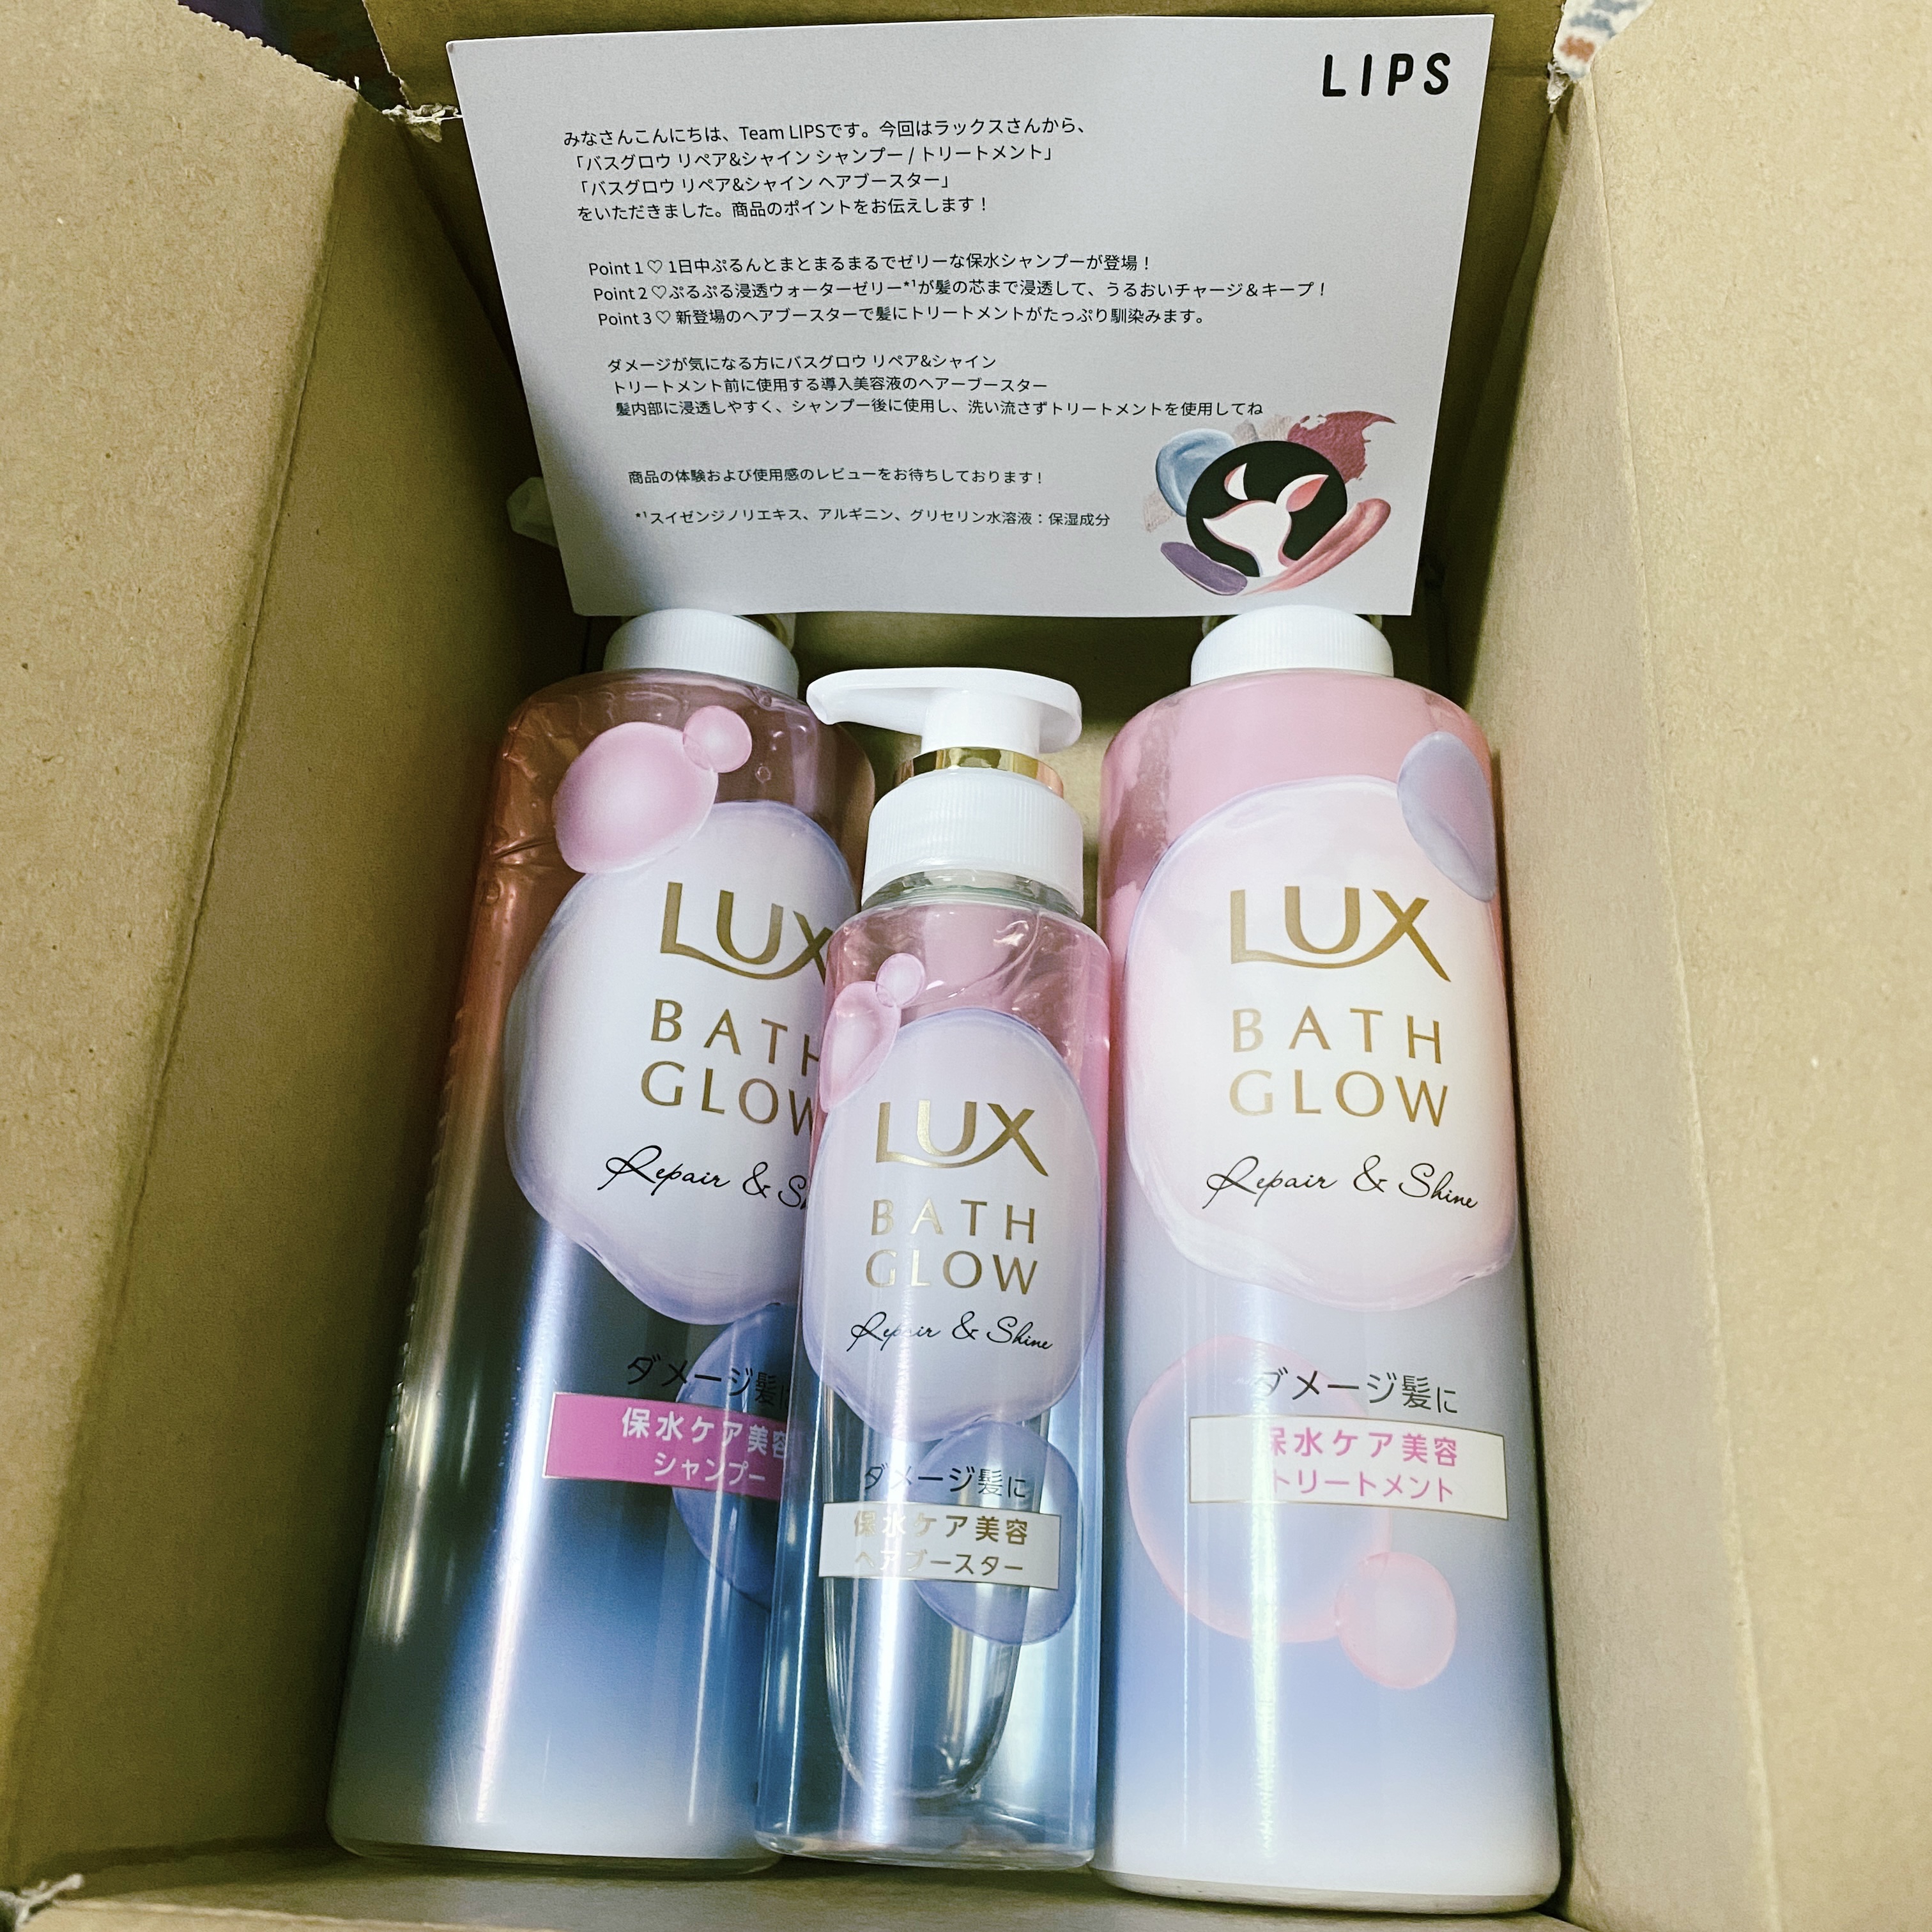 LIPS
みなさんこんにちは、Team LIPSです。今回はラックスさんから、
「バスグロウ リペア&シャイン シャンプー / トリートメント」
「バスグロウ リペア&シャイン ヘアブースター」
をいただきました。商品のポイントをお伝えします！
Point 1 ♡ 1日中ぷるんとまとまるまるでゼリーな保水シャンプーが登場！
Point 2 ♡ぷるぷる浸透ウォーターゼリー*¹が髪の芯まで浸透して、うるおいチャージ＆キープ！
Point 3 ♡ 新登場のヘアブースターで髪にトリートメントがたっぷり馴染みます。
ダメージが気になる方にバスグロウ リペア&シャイン
トリートメント前に使用する導入美容液のヘアーブースター
髪内部に浸透しやすく、シャンプー後に使用し、洗い流さずトリートメントを使用してね
商品の体験および使用感のレビューをお待ちしております！
*¹スイゼンジノリエキス、アルギニン、グリセリン水溶液：保湿成分
LUX
BATH
GLOW
Repair & S
ダメージ髪に
保水ケア美容
シャンプー
LUX
BATH
GLOW
Repair & Shine
ダメージ髪に
保水ケア美容
ヘアブースター
LUX
BATH
GLOW
Repair & Shine
ダメージ髪に
保水ケア美容
トリートメント